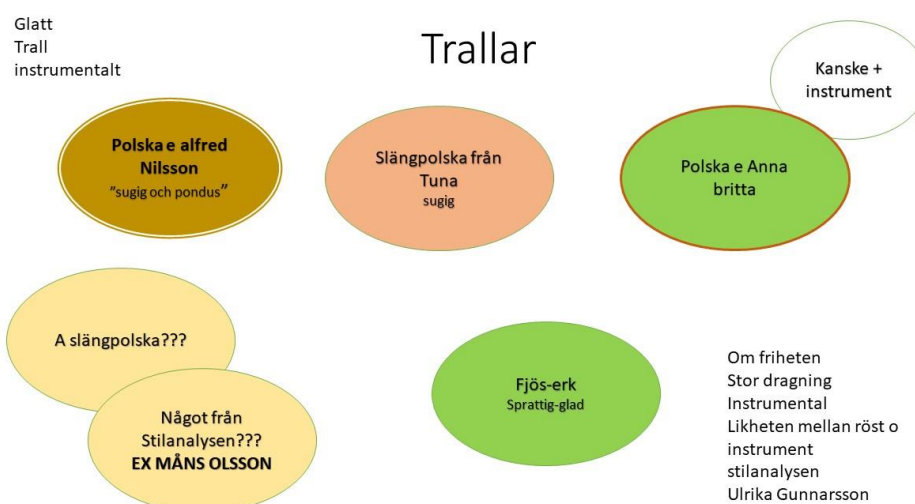 Glatt
Trall
instrumentalt
Trallar
Kanske +
instrument
Polska e alfred
Nilsson
"sugig och pondus"
Slängpolska från
Tuna
sugig
Polska e Anna
britta
A slängpolska???
Något från
Stilanalysen???
EX MÅNS OLSSON
Fjös-erk
Sprattig-glad
Om friheten
Stor dragning
Instrumental
Likheten mellan röst o
instrument
stilanalysen
Ulrika Gunnarsson